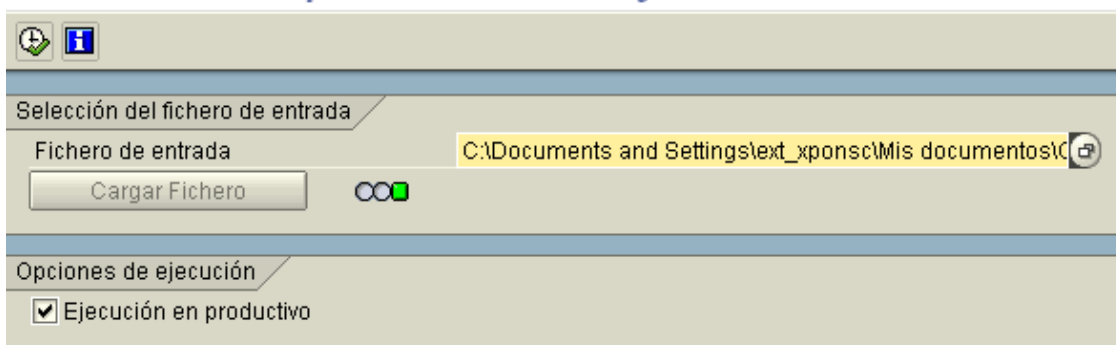 Selección del fichero de entrada
Fichero de entrada C:\Documents and Settings\ext_xponsc\Mis documentos\
Cargar Fichero
Opciones de ejecución
Ejecución en productivo